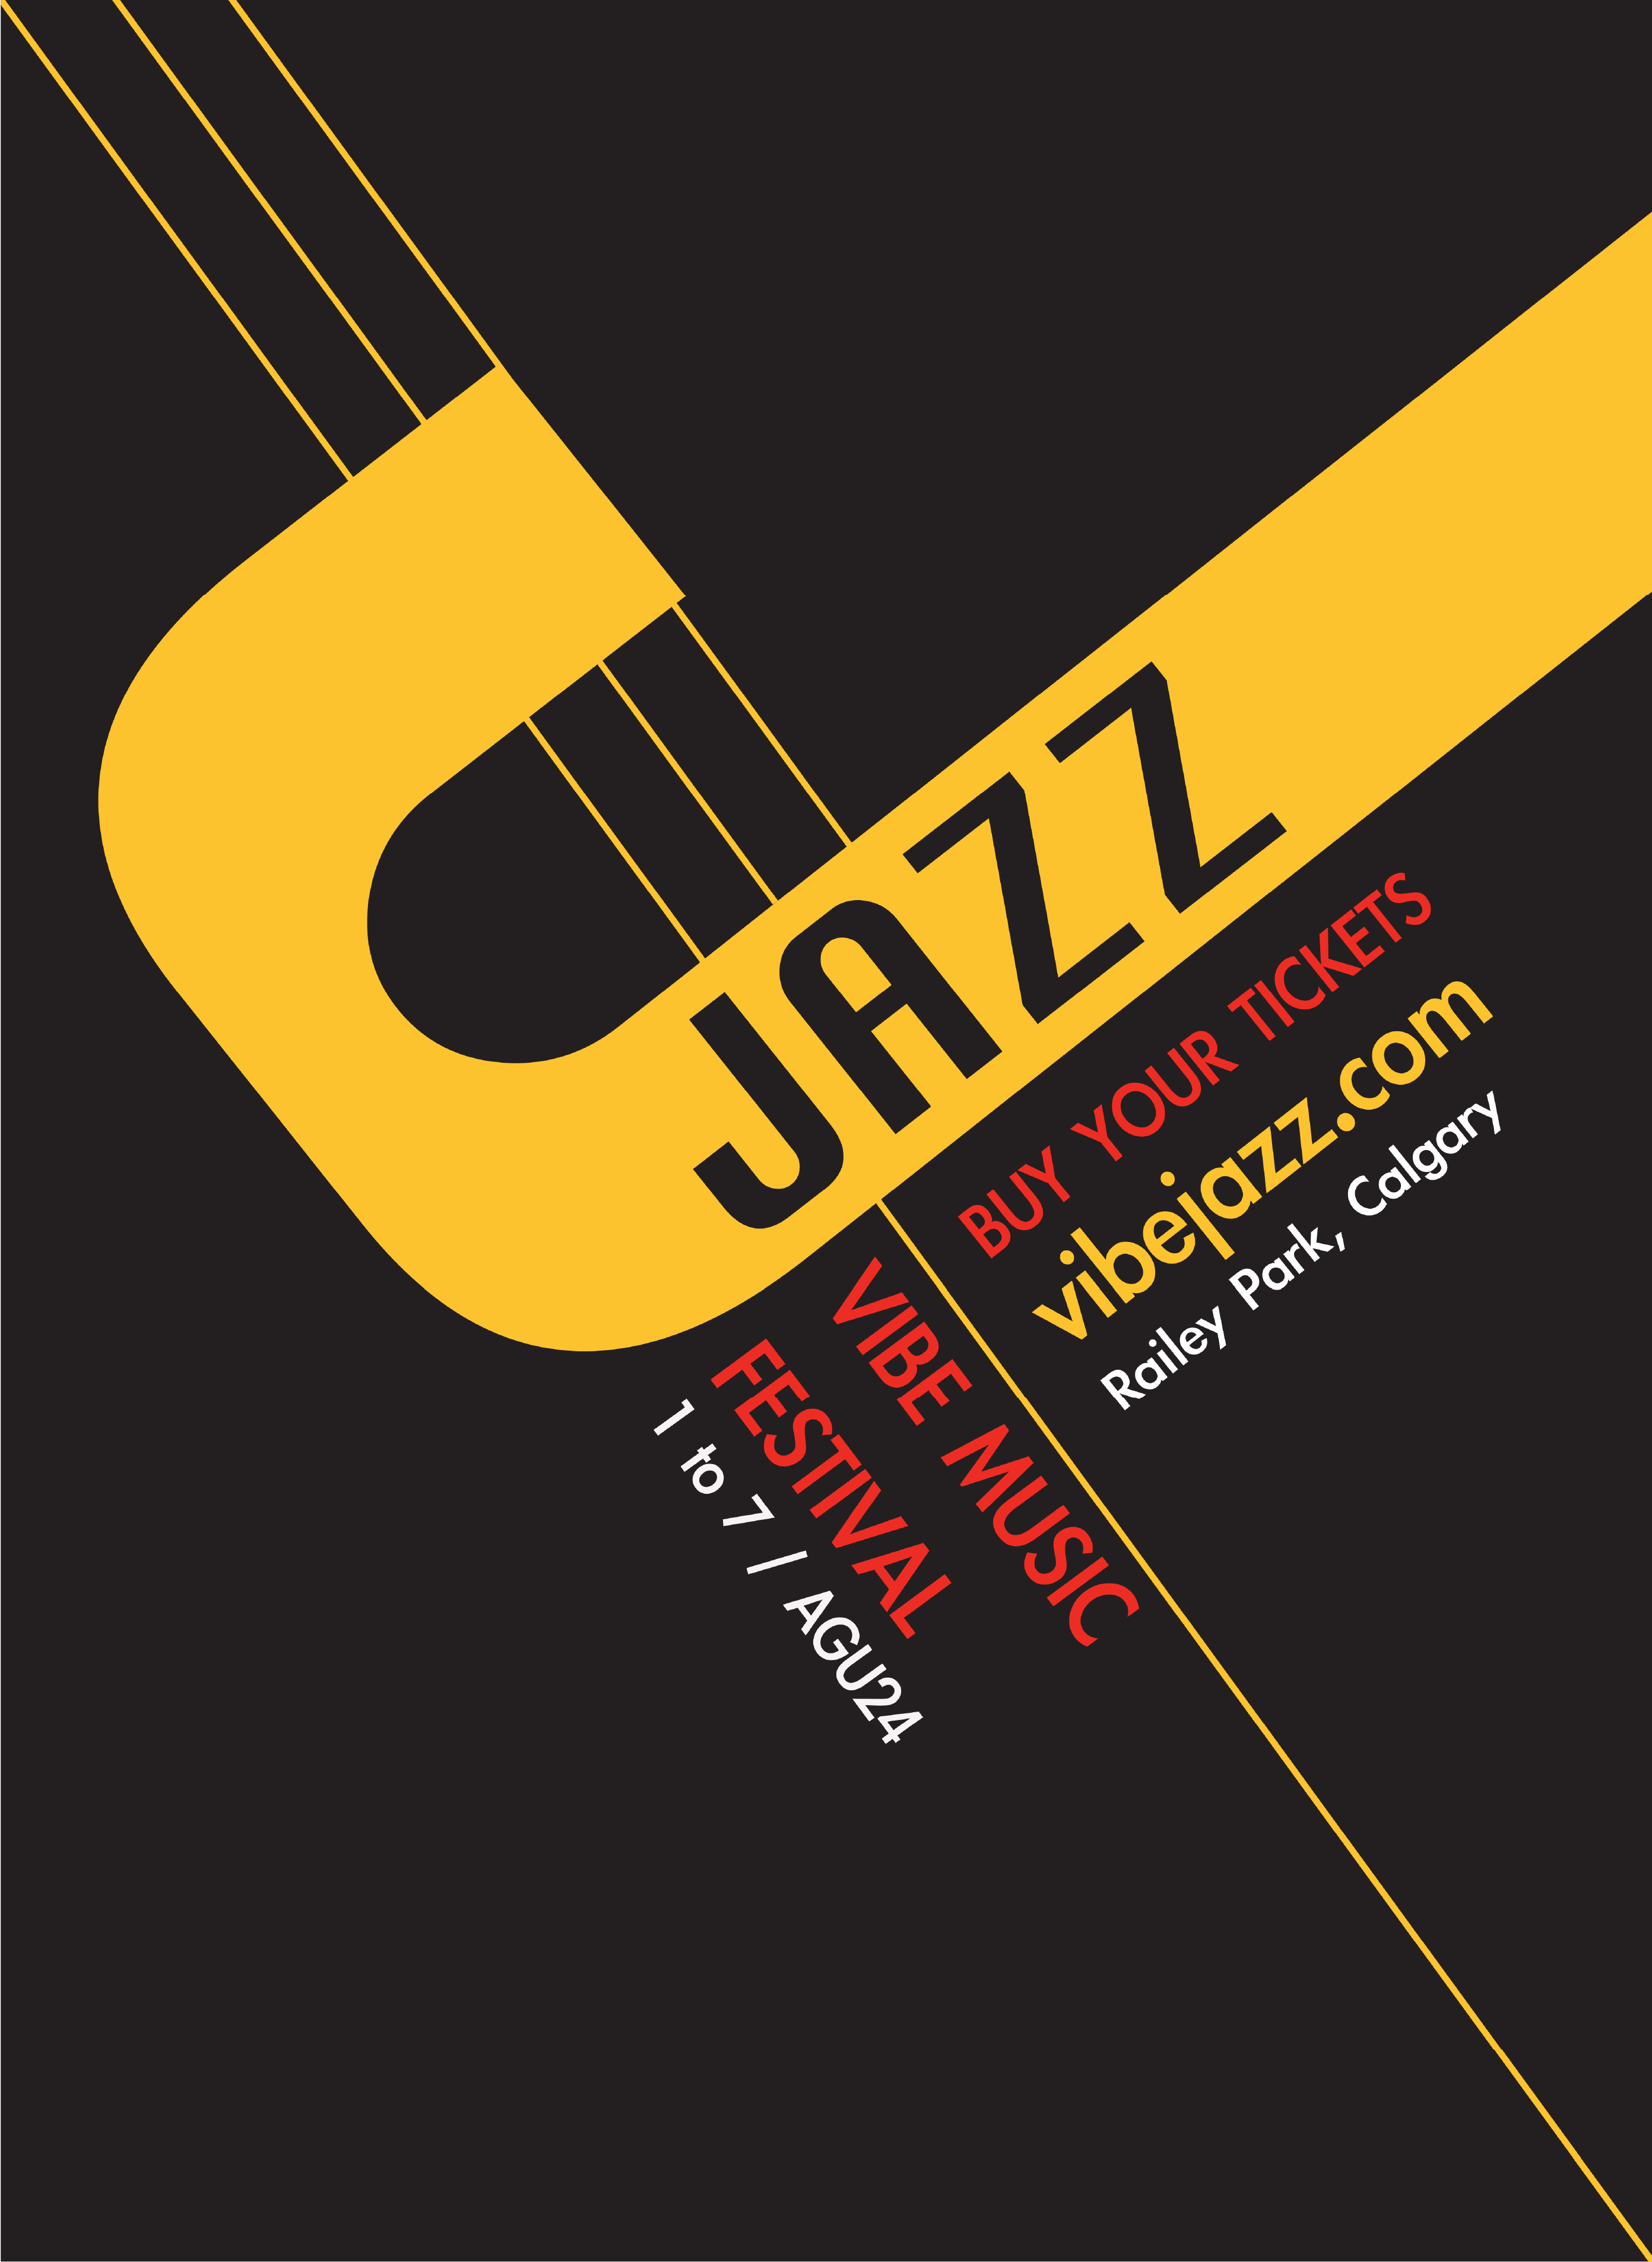 JAZZ
BUY YOUR TICKETS
vibejazz.com
Railey Park, Calgary
VIBE MUSIC
FESTIVAL
1 to 7 / AGU24